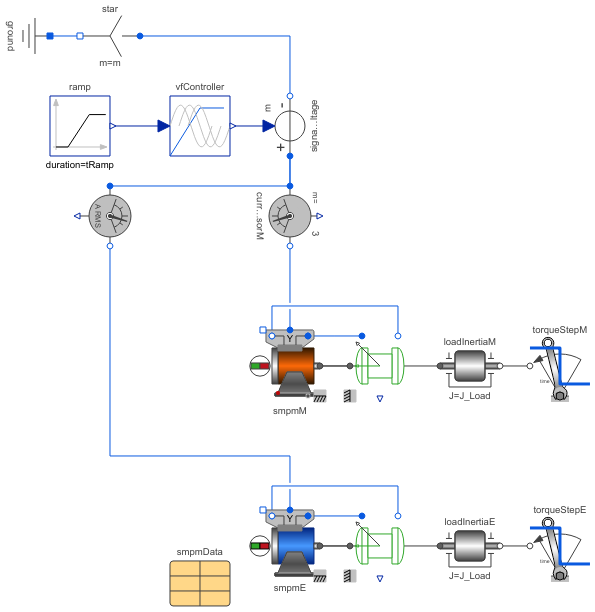 star
ground
m=m
ramp
vfController
duration=tRamp
m
signa...ltag
-
+
A RMS
curr...sorM
m=
3
Y
smpmM
loadInertiaM
J=J_Load
torqueStepM
time
Y
smpmE
loadInertiaE
J=J_Load
torqueStepE
time
smpmData